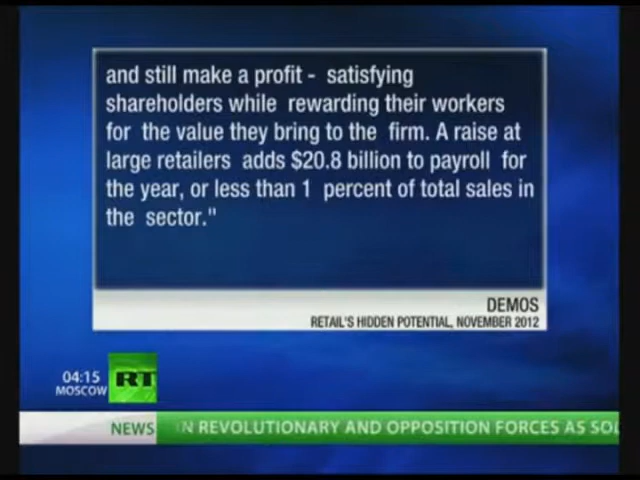 and still make a profit - satisfying
shareholders while rewarding their workers
for the value they bring to the firm. A raise at
large retailers adds $20.8 billion to payroll for
the year, or less than 1 percent of total sales in
the sector."
DEMOS
RETAIL'S HIDDEN POTENTIAL, NOVEMBER 2012
04:15
MOSCOW
RT
NEWS
IN REVOLUTIONARY AND OPPOSITION FORCES AS SOL